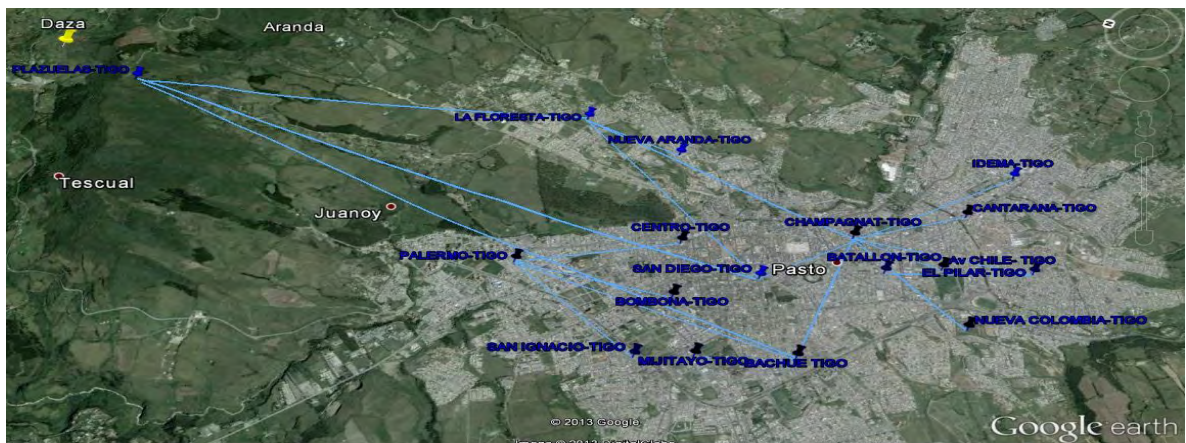 Daza
Aranda
PLAZUELAS-TIGO
LA FLORESTA-TIGO
NUEVA ARANDA-TIGO
IDEMA-TIGO
Tescual
Juanoy
CANTARANA-TIGO
CENTRO-TIGO
CHAMPAGNAT-TIGO
PALERMO-TIGO
SAN DIEGO-TIGO
Pasto
BATALLON-TIGO
Av CHILE- TIGO
EL PILAR-TIGO
BOMBONA-TIGO
NUEVA COLOMBIA-TIGO
SAN IGNACIO-TIGO
MIJITAYO-TIGO
BACHUE TIGO
© 2013 Google
Google earth